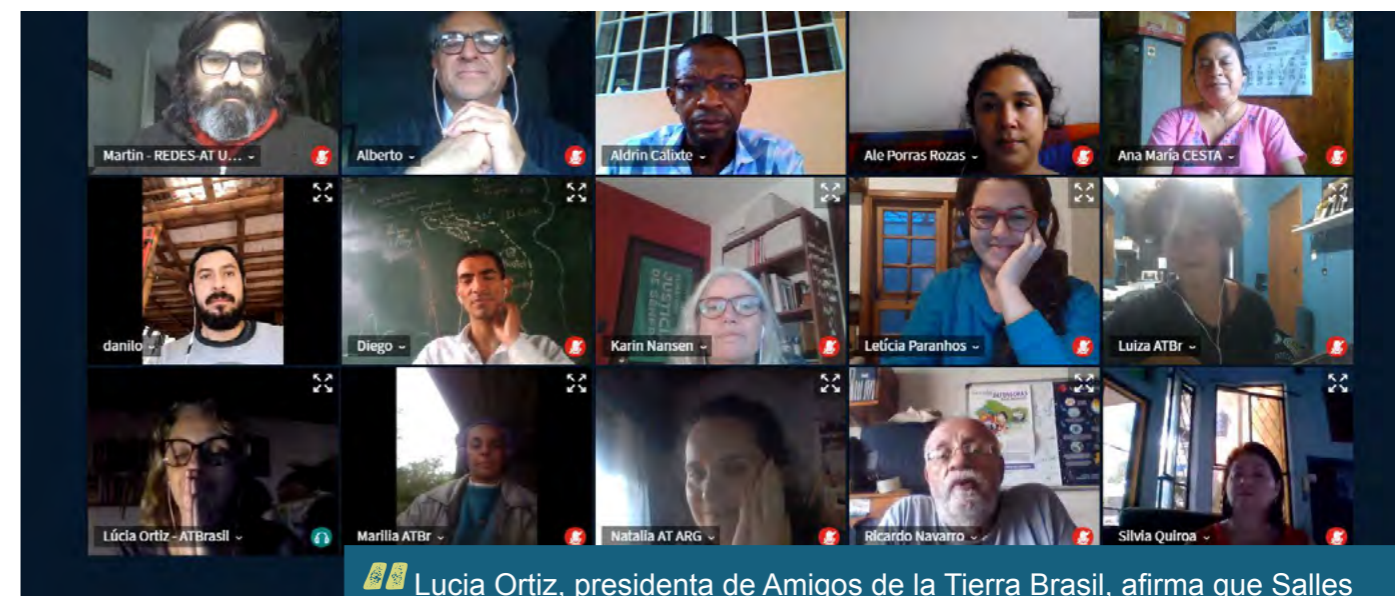 Martin - REDES-AT U...
Alberto
Aldrin Calixte
Ale Porras Rozas
Ana María CESTA
danilo
Diego
Karin Nansen
Letícia Paranhos
Luiza ATBr
Lúcia Ortiz - ATBrasil
Marilia ATBr
Natalia AT ARG
Ricardo Navarro
Silvia Quiroa
Lucia Ortiz, presidenta de Amigos de la Tierra Brasil, afirma que Salles